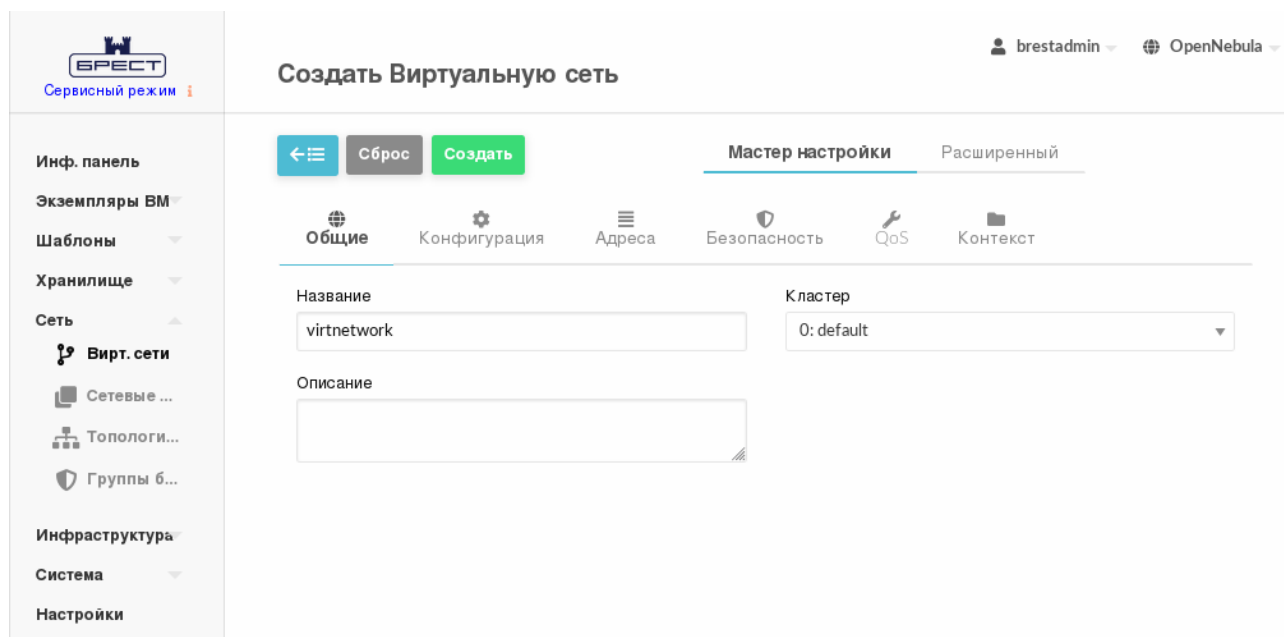 БРЕСТ
Сервисный режим i
brestadmin
OpenNebula
Создать Виртуальную сеть
Сброс
Создать
Мастер настройки
Расширенный
Общие
Конфигурация
Адреса
Безопасность
QoS
Контекст
Название
virtnetwork
Кластер
0: default
Описание
Инф. панель
Экземпляры ВМ
Шаблоны
Хранилище
Сеть
Вирт. сети
Сетевые ...
Топологи...
Группы б...
Инфраструктура
Система
Настройки